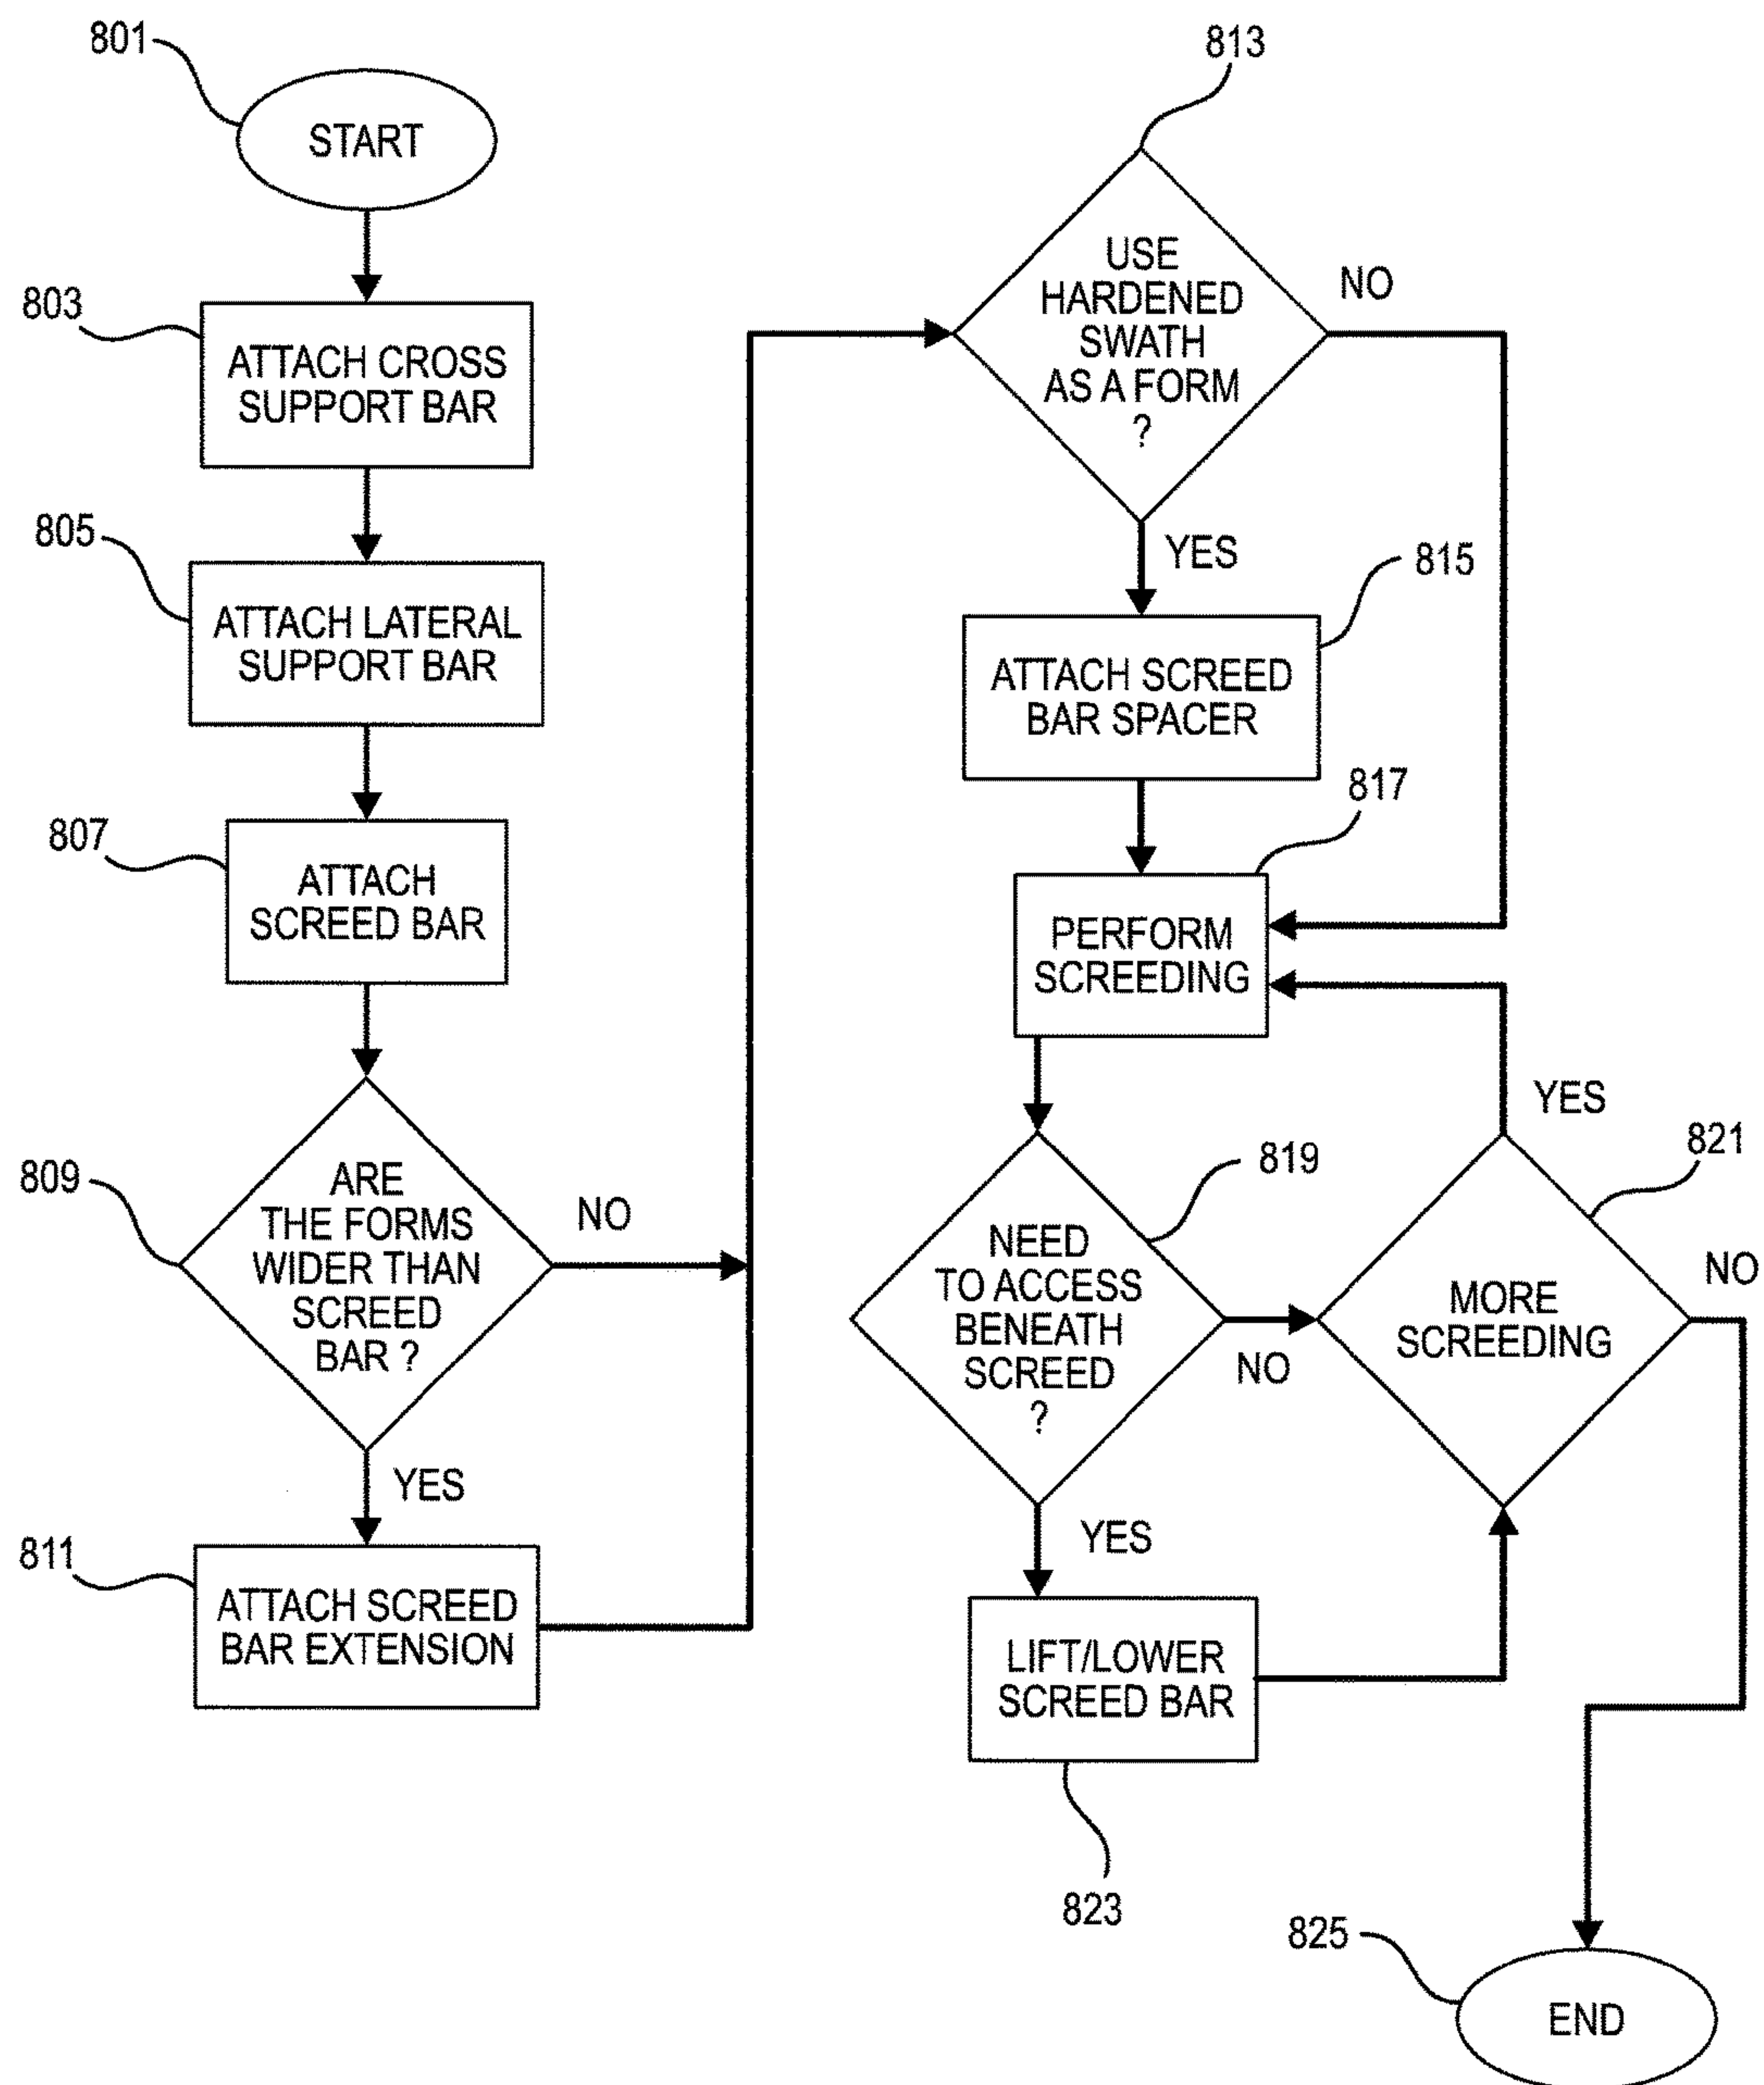 801
START
803
ATTACH CROSS
SUPPORT BAR
805
ATTACH LATERAL
SUPPORT BAR
807
ATTACH
SCREED BAR
809
ARE
THE FORMS
WIDER THAN
SCREED
BAR ?
NO
YES
811
ATTACH SCREED
BAR EXTENSION
813
USE
HARDENED
SWATH
AS A FORM
?
NO
YES
815
ATTACH SCREED
BAR SPACER
817
PERFORM
SCREEDING
819
NEED
TO ACCESS
BENEATH
SCREED
?
NO
YES
821
MORE
SCREEDING
YES
NO
LIFT/LOWER
SCREED BAR
823
825
END